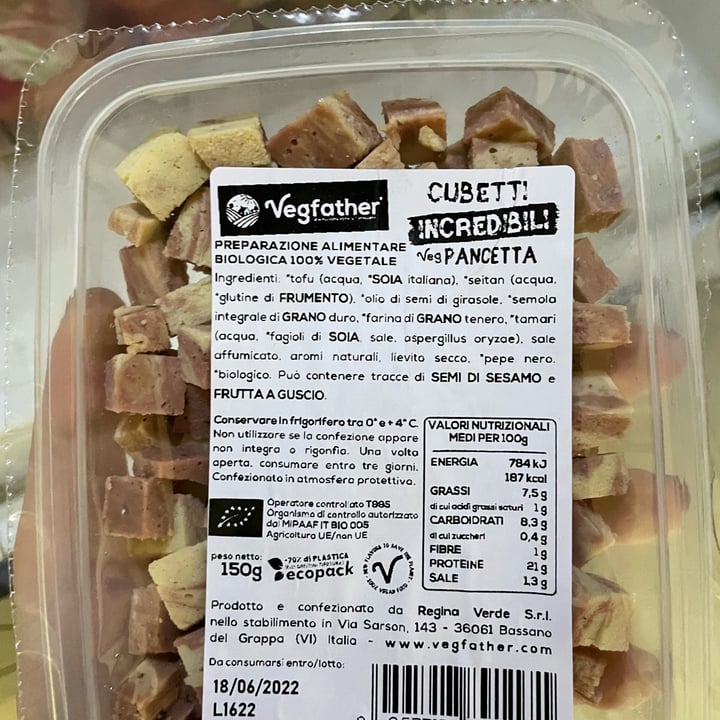 Vegfather
CUBETTI
INCREDIBILI
Veg PANCETTA
PREPARAZIONE ALIMENTARE
BIOLOGICA 100% VEGETALE
Ingredienti: *tofu (acqua, *SOIA italiana), *seitan (acqua,
*glutine di FRUMENTO), *olio di semi di girasole, *semola
integrale di GRANO duro, *farina di GRANO tenero, *tamari
(acqua, *fagioli di SOIA, sale, aspergillus oryzae), sale
affumicato, aromi naturali, lievito secco, *pepe nero.
*biologico. Può contenere tracce di SEMI DI SESAMO e
FRUTTA A GUSCIO.
Conservare in frigorifero tra 0° e + 4° C.
Non utilizzare se la confezione appare
non integra o rigonfia. Una volta
aperta, consumare entro tre giorni.
Confezionato in atmosfera protettiva.
VALORI NUTRIZIONALI
MEDI PER 100g
ENERGIA 784 kJ
187 kcal
GRASSI 7,5 g
di cui acidi grassi saturi 1 g
CARBOIDRATI 8,3 g
di cui zuccheri 0,4 g
FIBRE 1 g
PROTEINE 21 g
SALE 1,3 g
Operatore controllato T995
Organismo di controllo autorizzato
dal MIPAAF IT BIO 005
Agricoltura UE/non UE
peso netto:
150g
-79% di PLASTICA
ecopack
Prodotto e confezionato da Regina Verde S.r.l.
nello stabilimento in Via Sarson, 143 - 36061 Bassano
del Grappa (VI) Italia - www.vegfather.com
Da consumarsi entro/lotto:
18/06/2022
L1622